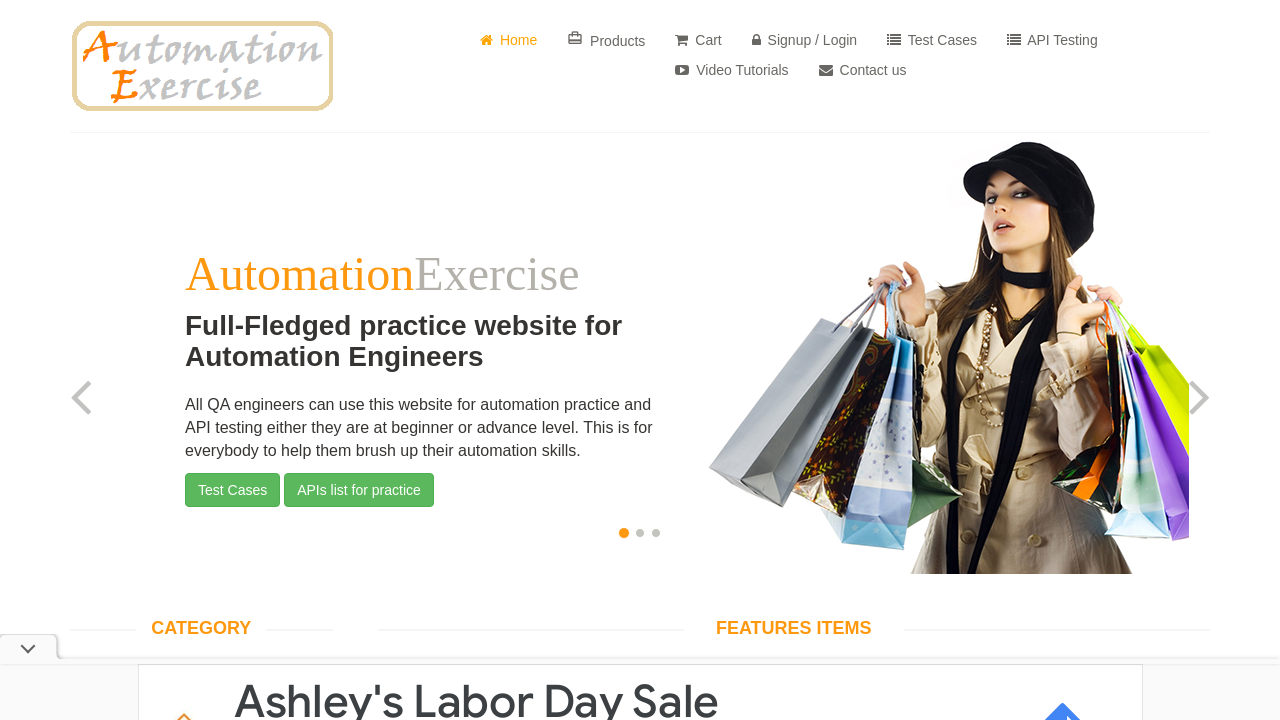 Automation
Exercise
Home
Products
Cart
Signup / Login
Test Cases
API Testing
Video Tutorials
Contact us
AutomationExercise
Full-Fledged practice website for
Automation Engineers
All QA engineers can use this website for automation practice and
API testing either they are at beginner or advance level. This is for
everybody to help them brush up their automation skills.
Test Cases
APIs list for practice
CATEGORY
FEATURES ITEMS
Ashley's Labor Day Sale